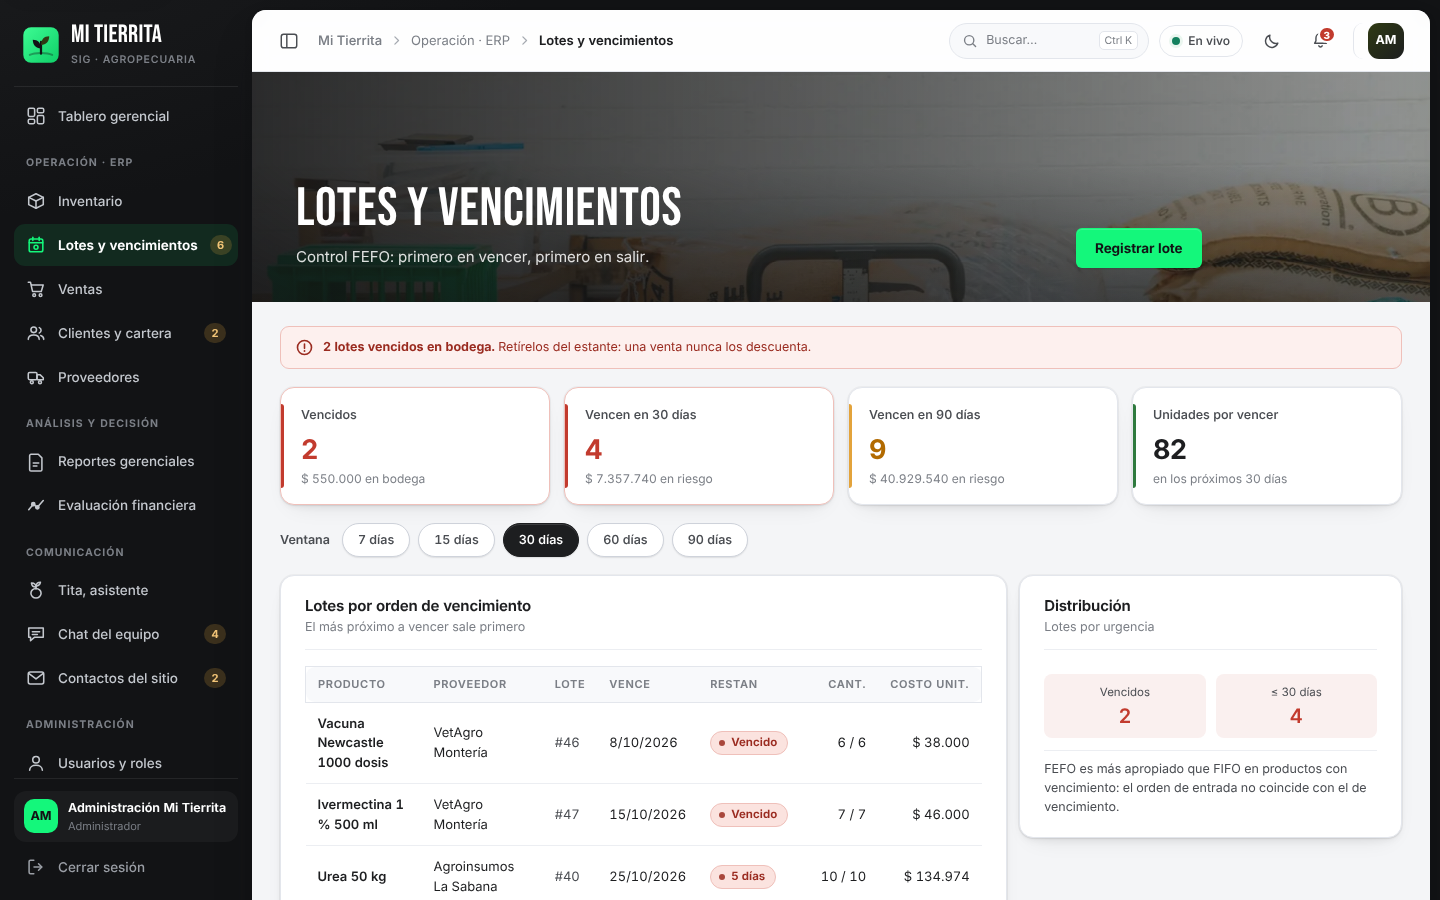 MI TIERRITA
SIG · AGROPECUARIA
Tablero gerencial
OPERACIÓN · ERP
Inventario
Lotes y vencimientos 6
Ventas
Clientes y cartera 2
Proveedores
ANÁLISIS Y DECISIÓN
Reportes gerenciales
Evaluación financiera
COMUNICACIÓN
Tita, asistente
Chat del equipo 4
Contactos del sitio 2
ADMINISTRACIÓN
Usuarios y roles
AM Administración Mi Tierrita
Administrador
Cerrar sesión
Mi Tierrita > Operación · ERP > Lotes y vencimientos
Buscar... Ctrl K
En vivo
3
AM
LOTES Y VENCIMIENTOS
Control FEFO: primero en vencer, primero en salir.
Registrar lote
2 lotes vencidos en bodega. Retírelos del estante: una venta nunca los descuenta.
Vencidos
2
$ 550.000 en bodega
Vencen en 30 días
4
$ 7.357.740 en riesgo
Vencen en 90 días
9
$ 40.929.540 en riesgo
Unidades por vencer
82
en los próximos 30 días
Ventana 7 días 15 días 30 días 60 días 90 días
Lotes por orden de vencimiento
El más próximo a vencer sale primero
PRODUCTO PROVEEDOR LOTE VENCE RESTAN CANT. COSTO UNIT.
Vacuna Newcastle 1000 dosis VetAgro Montería #46 8/10/2026 Vencido 6 / 6 $ 38.000
Ivermectina 1 % 500 ml VetAgro Montería #47 15/10/2026 Vencido 7 / 7 $ 46.000
Urea 50 kg Agroinsumos La Sabana #40 25/10/2026 5 días 10 / 10 $ 134.974
Distribución
Lotes por urgencia
Vencidos
2
≤ 30 días
4
FEFO es más apropiado que FIFO en productos con
vencimiento: el orden de entrada no coincide con el de
vencimiento.